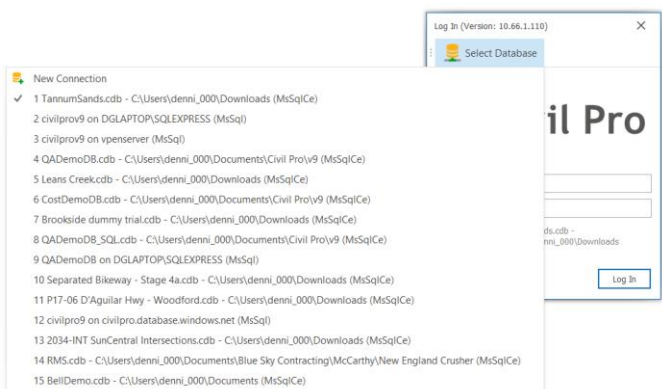 Log In (Version: 10.66.1.110)
Select Database
New Connection
1 TannumSands.cdb - C:\Users\denni_000\Downloads (MsSqlCe)
2 civilprov9 on DGLAPTOP\SQLEXPRESS (MsSql)
3 civilprov9 on vpenserver (MsSql)
4 QADemoDB.cdb - C:\Users\denni_000\Documents\Civil Pro\v9 (MsSqlCe)
5 Leans Creek.cdb - C:\Users\denni_000\Downloads (MsSqlCe)
6 CostDemoDB.cdb - C:\Users\denni_000\Documents\Civil Pro\v9 (MsSqlCe)
7 Brookside dummy trial.cdb - C:\Users\denni_000\Downloads (MsSqlCe)
8 QADemoDB_SQL.cdb - C:\Users\denni_000\Documents\Civil Pro\v9 (MsSqlCe)
9 QADemoDB on DGLAPTOP\SQLEXPRESS (MsSql)
10 Separated Bikeway - Stage 4a.cdb - C:\Users\denni_000\Downloads (MsSqlCe)
11 P17-06 D'Aguilar Hwy - Woodford.cdb - C:\Users\denni_000\Downloads (MsSqlCe)
12 civilpro9 on civilpro.database.windows.net (MsSql)
13 2034-INT SunCentral Intersections.cdb - C:\Users\denni_000\Downloads (MsSqlCe)
14 RMS.cdb - C:\Users\denni_000\Documents\Blue Sky Contracting\McCarthy\New England Crusher (MsSqlCe)
15 BellDemo.cdb - C:\Users\denni_000\Documents (MsSqlCe)
il Pro
ds.cdb -
nni_000\Downloads
Log In